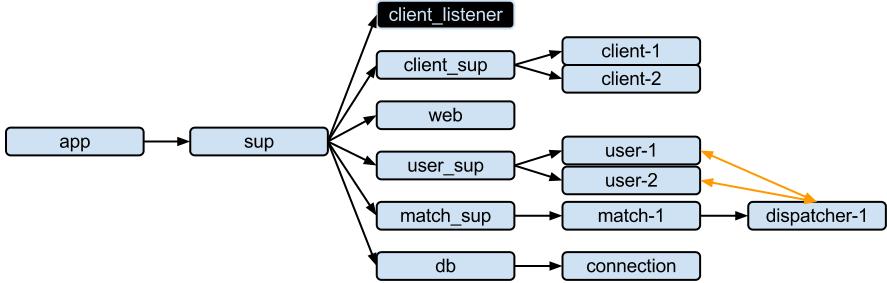 client_listener
client_sup
client-1
client-2
app
sup
web
user_sup
user-1
user-2
match_sup
match-1
dispatcher-1
db
connection